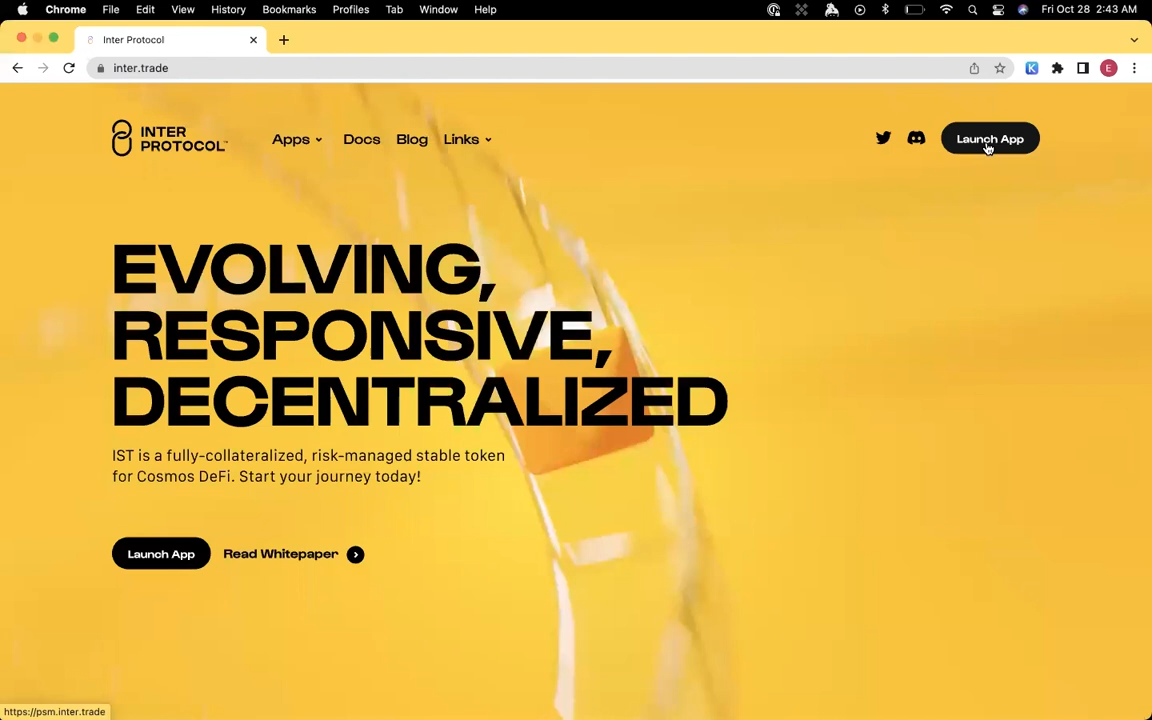 Chrome File Edit View History Bookmarks Profiles Tab Window Help Fri Oct 28 2:43 AM
Inter Protocol
inter.trade
K
E
INTER
PROTOCOL™
Apps Docs Blog Links Launch App
EVOLVING,
RESPONSIVE,
DECENTRALIZED
IST is a fully-collateralized, risk-managed stable token
for Cosmos DeFi. Start your journey today!
Launch App Read Whitepaper
https://psm.inter.trade